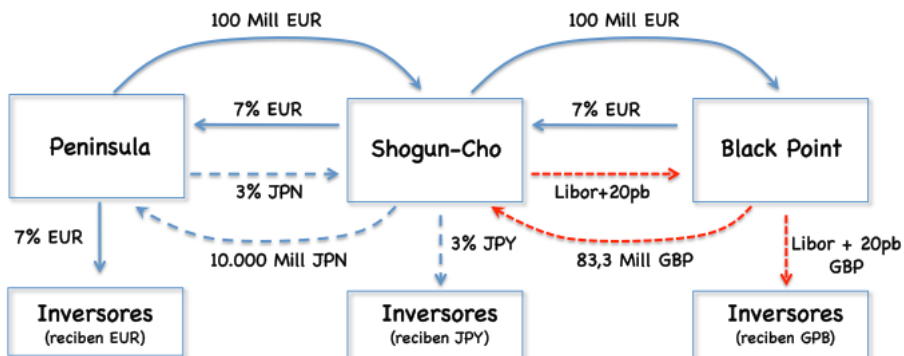 100 Mill EUR
100 Mill EUR
7% EUR
7% EUR
Peninsula
Shogun-Cho
Black Point
3% JPN
Libor+20pb
7% EUR
10.000 Mill JPN
3% JPY
83,3 Mill GBP
Libor + 20pb
GBP
Inversores
(reciben EUR)
Inversores
(reciben JPY)
Inversores
(reciben GPB)